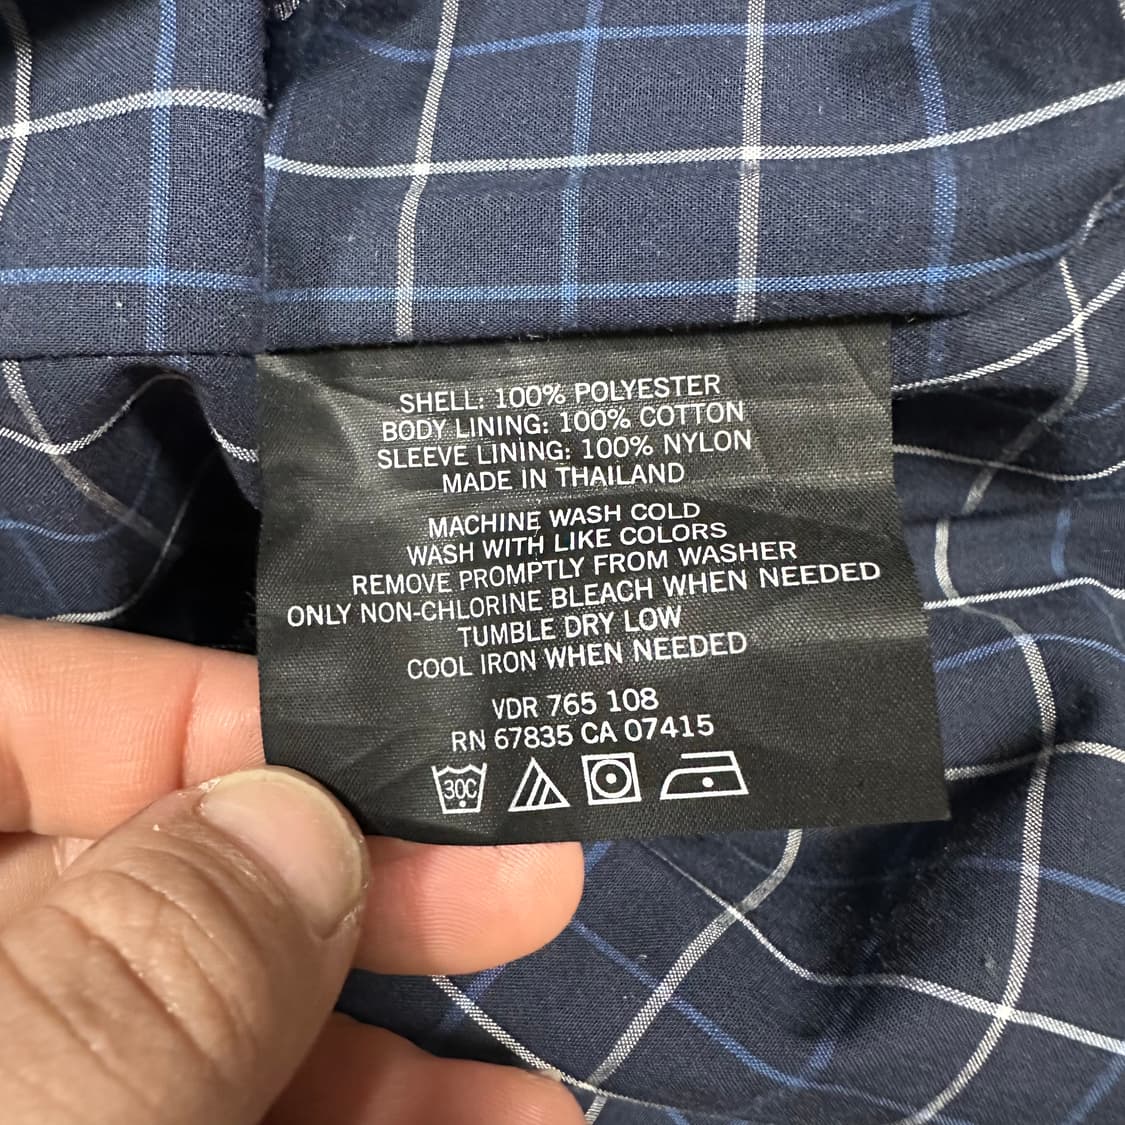 SHELL: 100% POLYESTER
BODY LINING: 100% COTTON
SLEEVE LINING: 100% NYLON
MADE IN THAILAND
MACHINE WASH COLD
WASH WITH LIKE COLORS
REMOVE PROMPTLY FROM WASHER
ONLY NON-CHLORINE BLEACH WHEN NEEDED
TUMBLE DRY LOW
COOL IRON WHEN NEEDED
VDR 765 108
RN 67835 CA 07415
30C